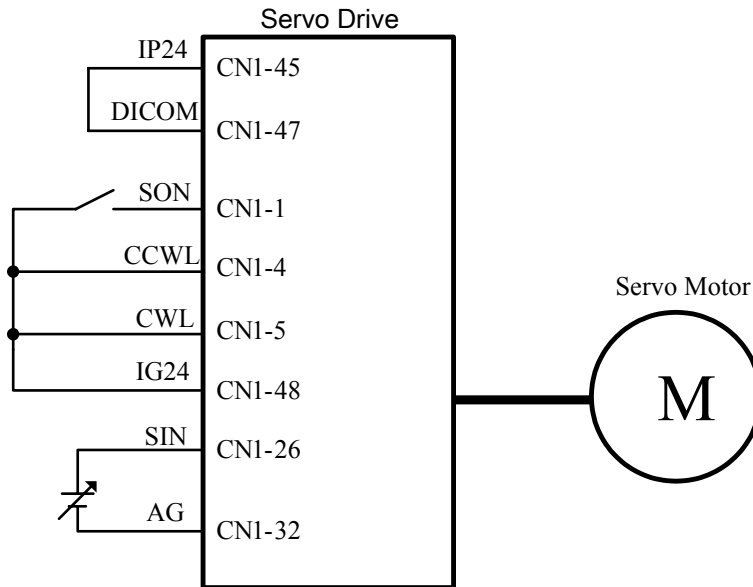 Servo Drive
IP24 CN1-45
DICOM CN1-47
SON CN1-1
CCWL CN1-4
CWL CN1-5
IG24 CN1-48
SIN CN1-26
AG CN1-32
Servo Motor
M